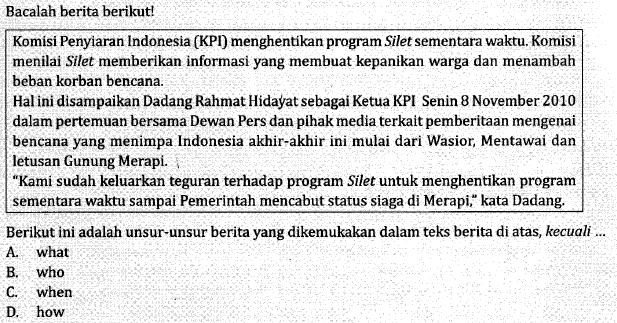 Bacalah berita berikut!
Komisi Penyiaran Indonesia (KPI) menghentikan program Silet sementara waktu. Komisi
menilai Silet memberikan informasi yang membuat kepanikan warga dan menambah
beban korban bencana.
Hal ini disampaikan Dadang Rahmat Hidayat sebagai Ketua KPI Senin 8 November 2010
dalam pertemuan bersama Dewan Pers dan pihak media terkait pemberitaan mengenai
bencana yang menimpa Indonesia akhir-akhir ini mulai dari Wasior, Mentawai dan
letusan Gunung Merapi.
"Kami sudah keluarkan teguran terhadap program Silet untuk menghentikan program
sementara waktu sampai Pemerintah mencabut status siaga di Merapi," kata Dadang.
Berikut ini adalah unsur-unsur berita yang dikemukakan dalam teks berita di atas, kecuali ...
A. what
B. who
C. when
D. how